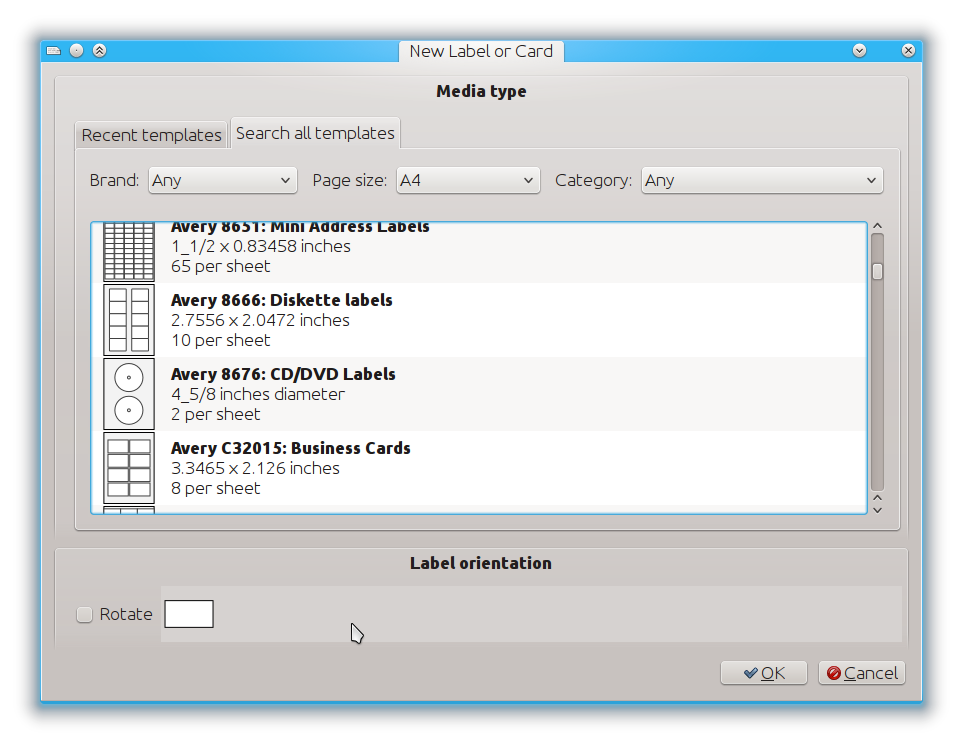 New Label or Card
Media type
Recent templates Search all templates
Brand: Any Page size: A4 Category: Any
Avery 8651: Mini Address Labels
1_1/2 x 0.83458 inches
65 per sheet
Avery 8666: Diskette labels
2.7556 x 2.0472 inches
10 per sheet
Avery 8676: CD/DVD Labels
4_5/8 inches diameter
2 per sheet
Avery C32015: Business Cards
3.3465 x 2.126 inches
8 per sheet
Label orientation
Rotate
OK Cancel